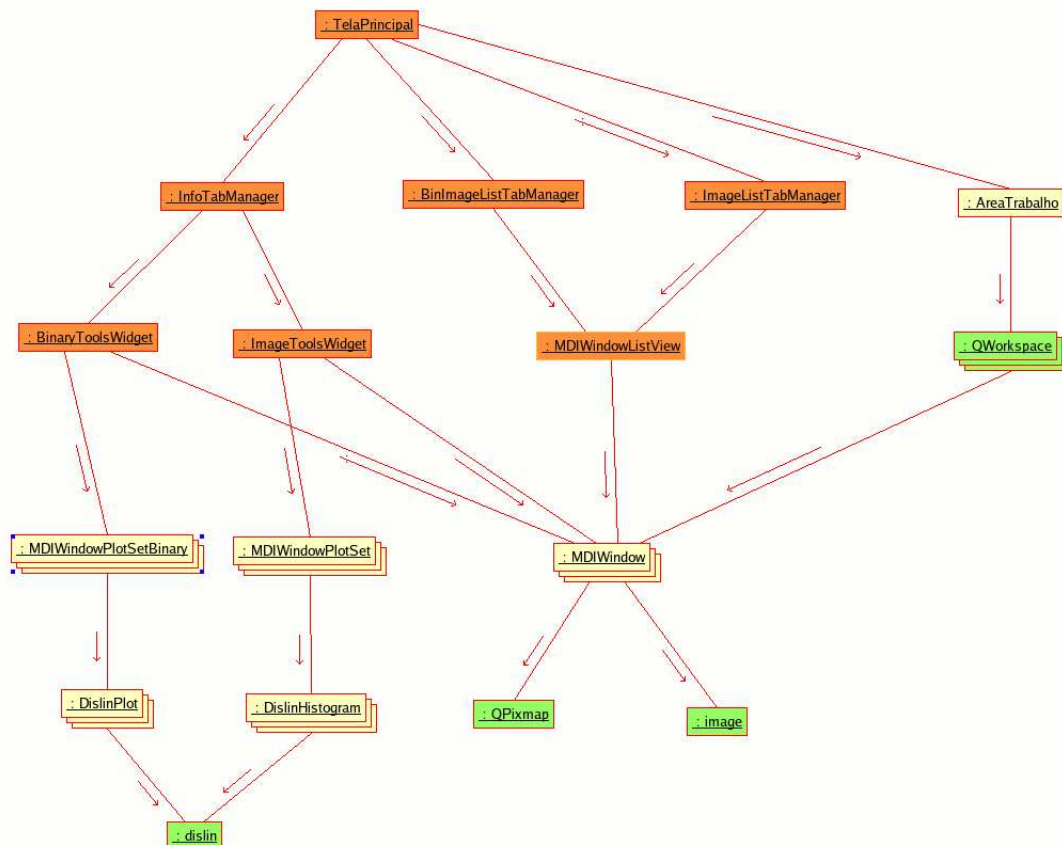 : TelaPrincipal
: InfoTabManager
: BinImageListTabManager
: ImageListTabManager
: AreaTrabalho
: BinaryToolsWidget
: ImageToolsWidget
: MDIWindowListView
: QWorkspace
: MDIWindowPlotSetBinary
: MDIWindowPlotSet
: MDIWindow
: DislinPlot
: DislinHistogram
: QPixmap
: image
: dislin